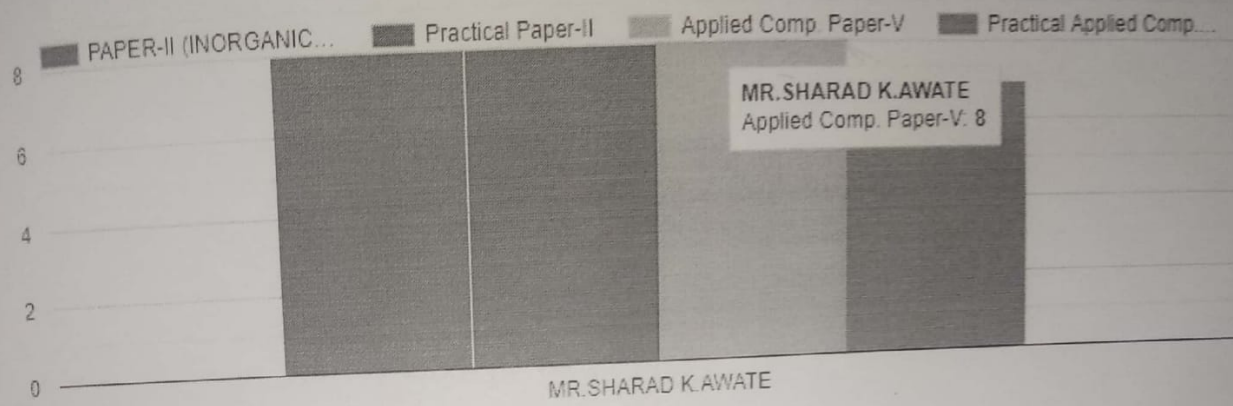 PAPER-II (INORGANIC... Practical Paper-II Applied Comp. Paper-V Practical Applied Comp....
8
MR.SHARAD K.AWATE
Applied Comp. Paper-V: 8
6
4
2
0
MR.SHARAD K.AWATE